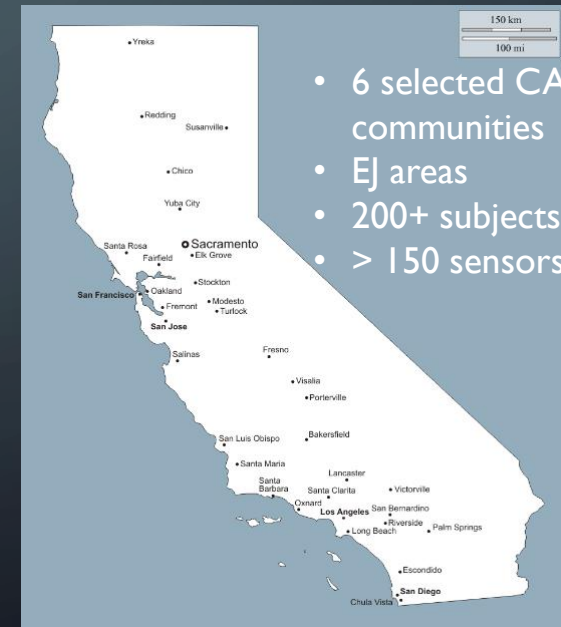 150 km
100 mi
• 6 selected CA
communities
• EJ areas
• 200+ subjects
• > 150 sensors
Yreka
Redding
Susanville
Chico
Yuba City
Santa Rosa
Sacramento
Fairfield
Elk Grove
San Francisco
Oakland
Stockton
Fremont
Modesto
Turlock
San Jose
Salinas
Fresno
Visalia
Porterville
San Luis Obispo
Bakersfield
Santa Maria
Lancaster
Santa
Barbara
Santa Clarita
Victorville
Oxnard
Los Angeles
San Bernardino
Riverside
Long Beach
Palm Springs
Escondido
San Diego
Chula Vista